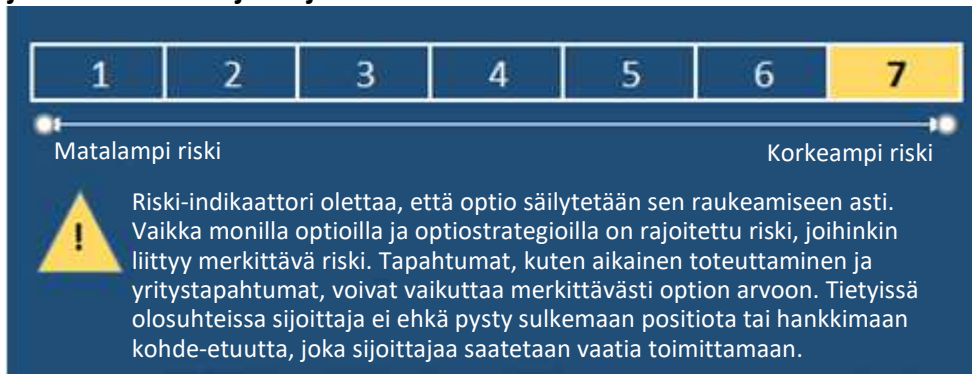 1 2 3 4 5 6 7
Matalampi riski Korkeampi riski
Riski-indikaattori olettaa, että optio säilytetään sen raukeamiseen asti.
! Vaikka monilla optioilla ja optiostrategioilla on rajoitettu riski, joihinkin
liittyy merkittävä riski. Tapahtumat, kuten aikainen toteuttaminen ja
yritystapahtumat, voivat vaikuttaa merkittävästi option arvoon. Tietyissä
olosuhteissa sijoittaja ei ehkä pysty sulkemaan positiota tai hankkimaan
kohde-etuutta, joka sijoittajaa saatetaan vaatia toimittamaan.